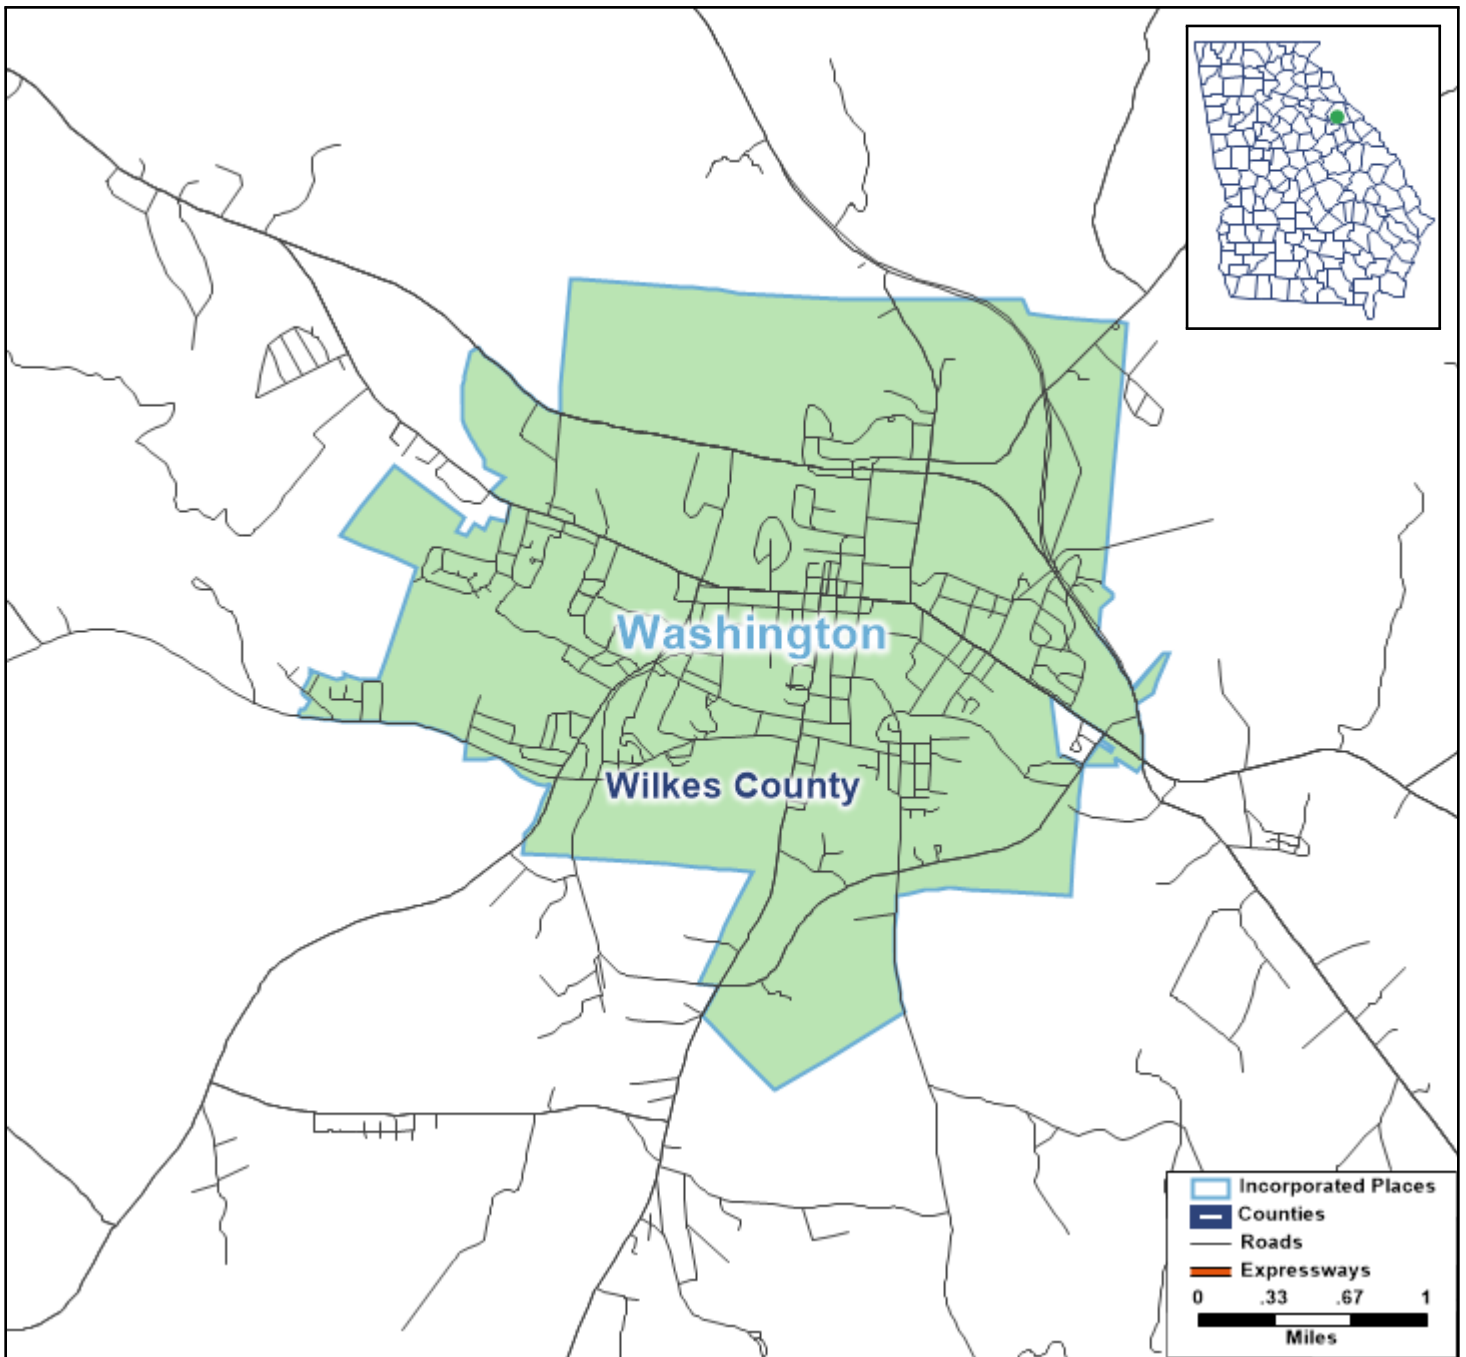 Washington
Wilkes County
Incorporated Places
Counties
Roads
Expressways
0 .33 .67 1
Miles